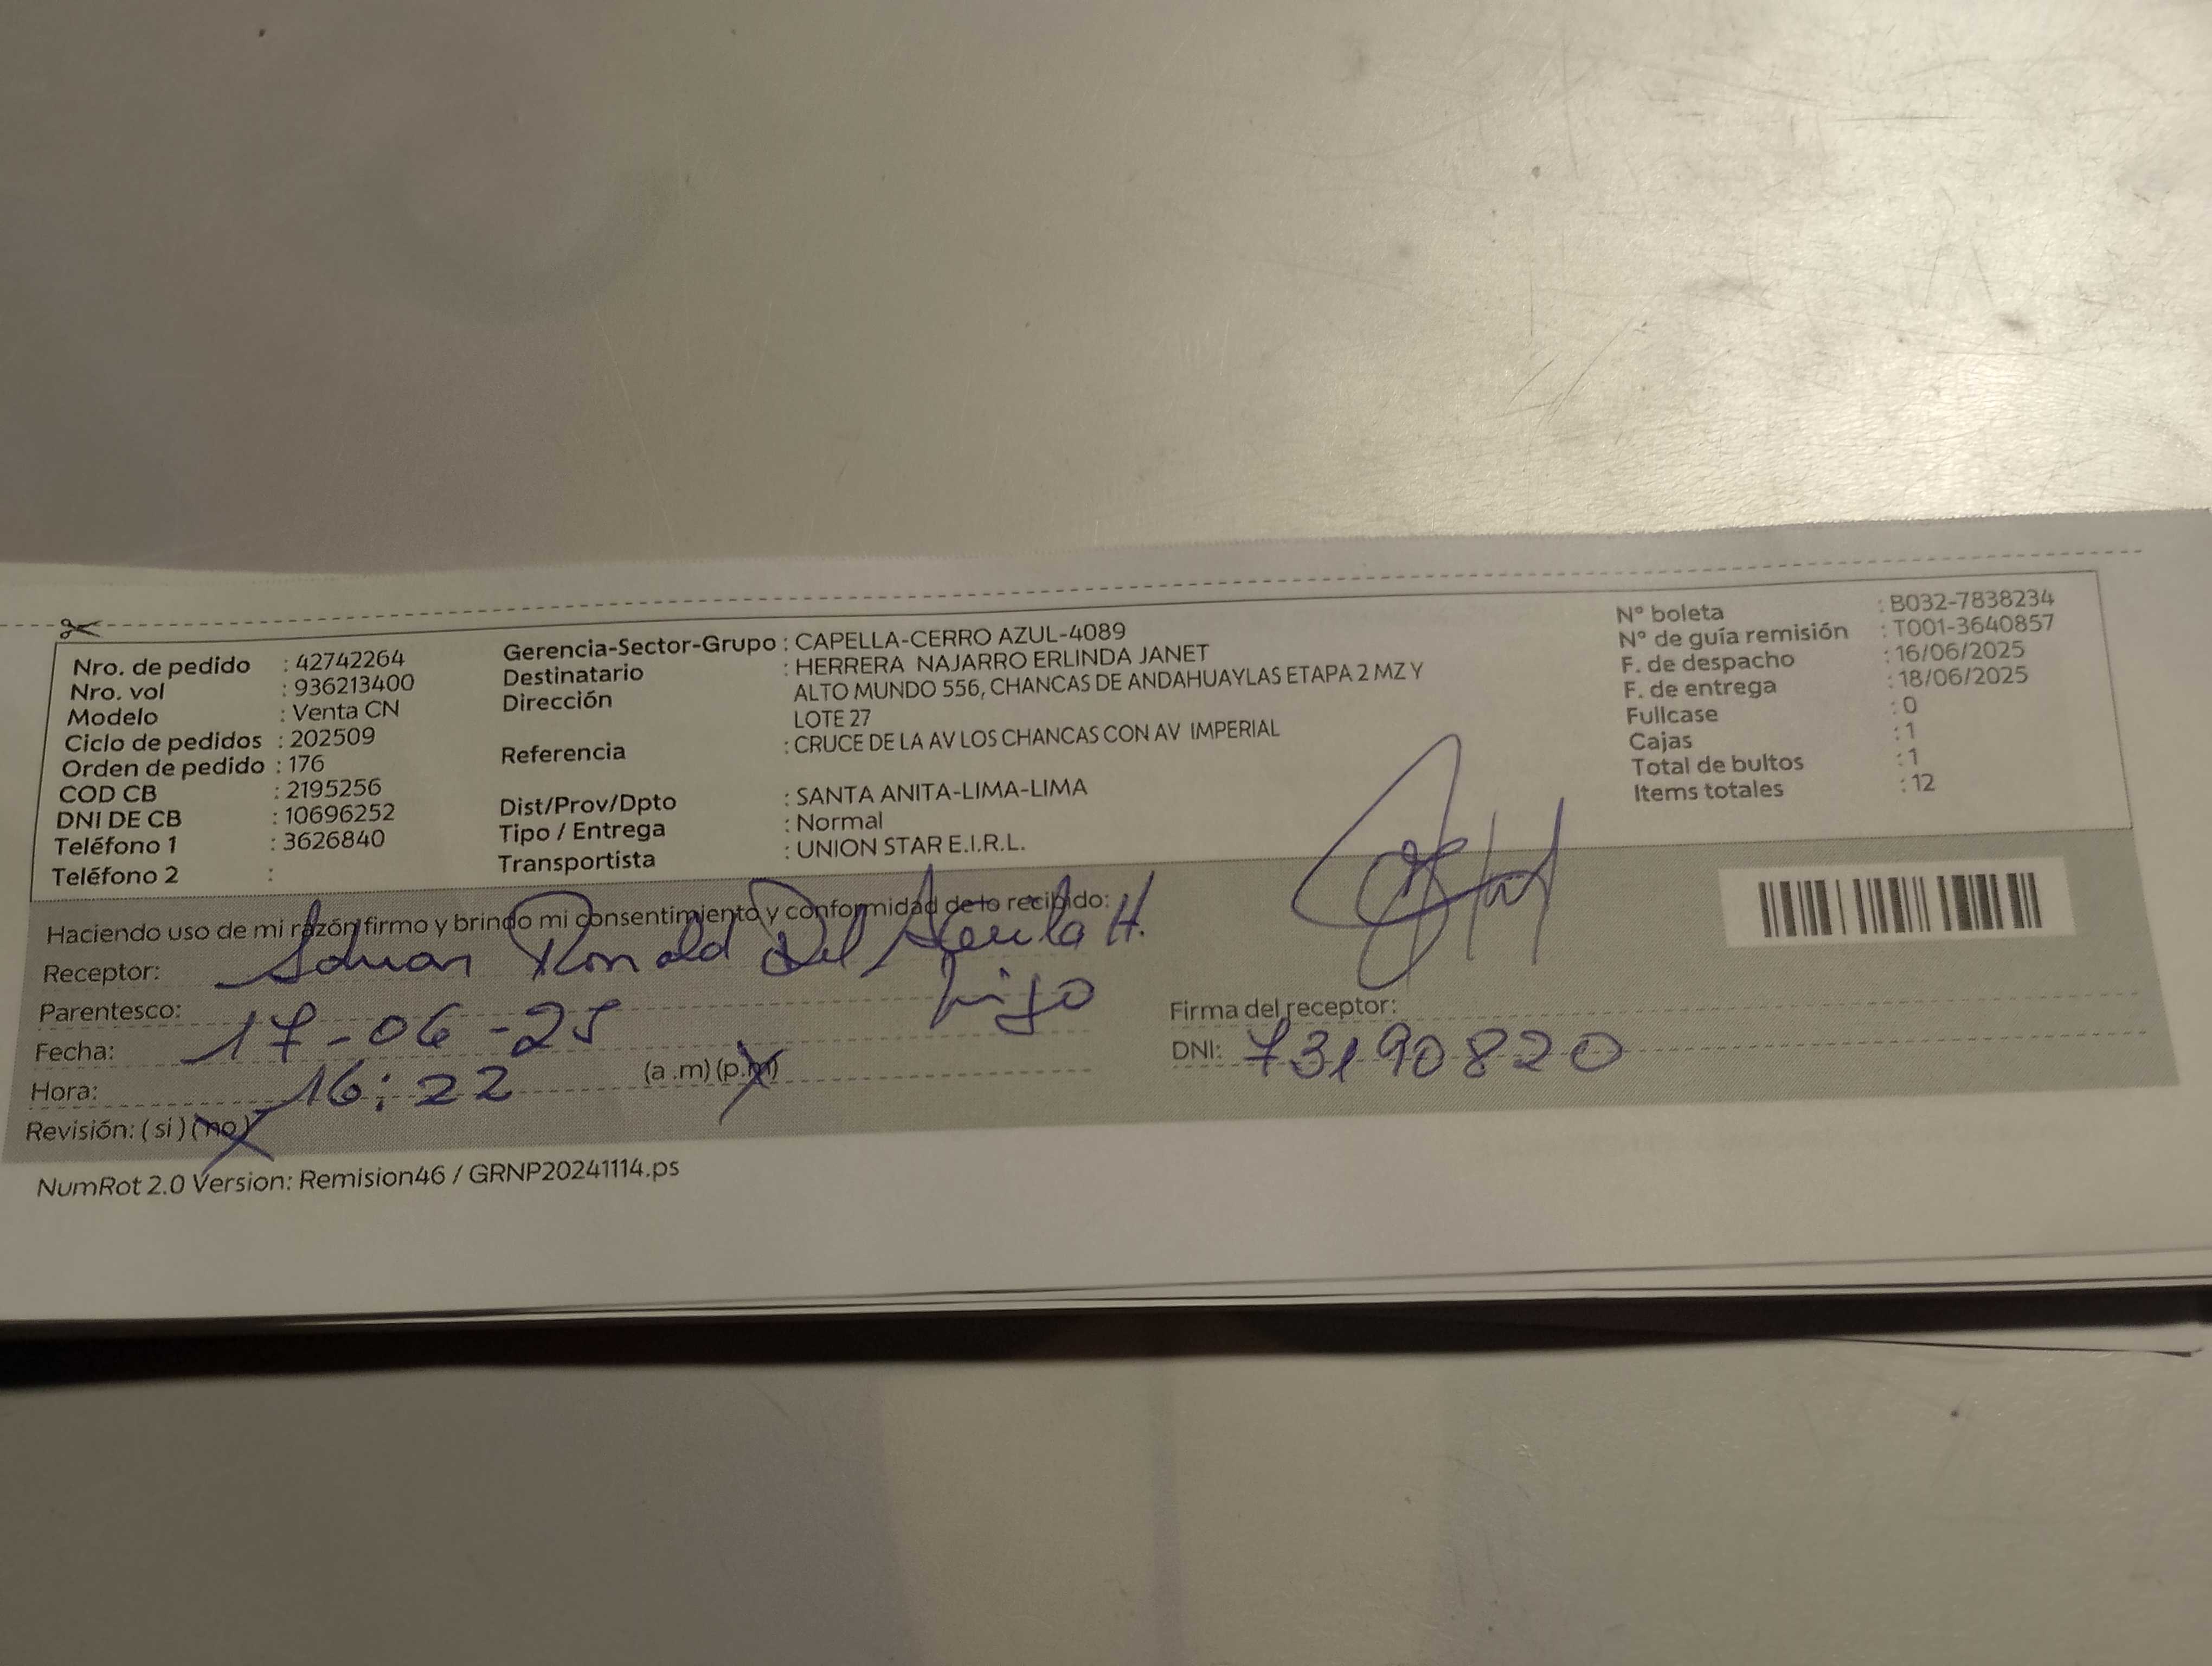 Nro. de pedido : 42742264
Nro. vol : 936213400
Modelo : Venta CN
Ciclo de pedidos : 202509
Orden de pedido : 176
COD CB : 2195256
DNI DE CB : 10696252
Teléfono 1 : 3626840
Teléfono 2 :
Gerencia-Sector-Grupo : CAPELLA-CERRO AZUL-4089
Destinatario : HERRERA NAJARRO ERLINDA JANET
Dirección ALTO MUNDO 556, CHANCAS DE ANDAHUAYLAS ETAPA 2 MZ Y
LOTE 27
Referencia : CRUCE DE LA AV LOS CHANCAS CON AV IMPERIAL
Dist/Prov/Dpto : SANTA ANITA-LIMA-LIMA
Tipo / Entrega : Normal
Transportista : UNION STAR E.I.R.L.
N° boleta : B032-7838234
N° de guía remisión : T001-3640857
F. de despacho : 16/06/2025
F. de entrega : 18/06/2025
Fullcase : 0
Cajas : 1
Total de bultos : 1
Items totales : 12
Haciendo uso de mi razón firmo y brindo mi consentimiento y conformidad de lo recibido:
Receptor: Ronald Del Aguila H.
Parentesco: hijo
Fecha: 17-06-25
Hora: 16:22 (a .m) (p.m)
Revisión: ( si ) ( no )
Firma del receptor:
DNI: 73190820
NumRot 2.0 Version: Remision46 / GRNP20241114.ps